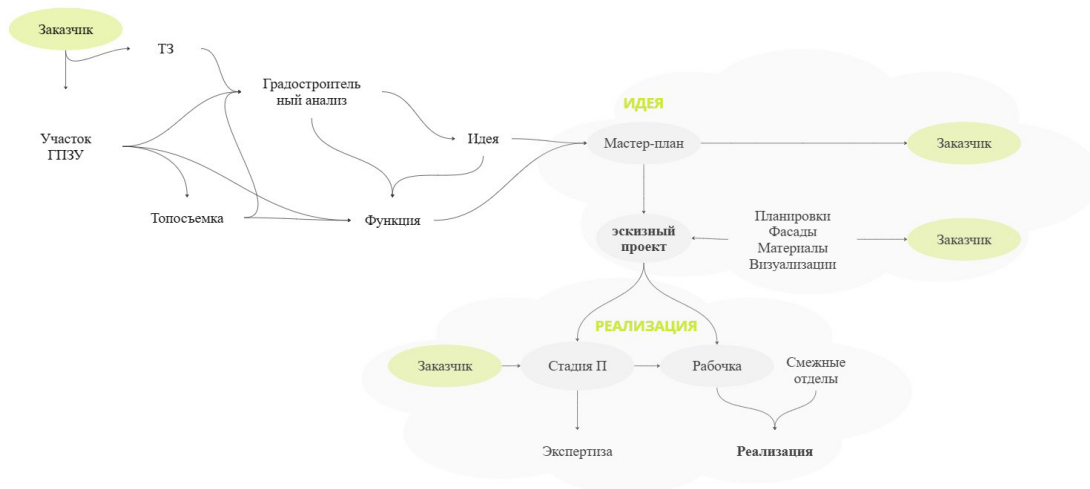 Заказчик
ТЗ
Градостроитель
ный анализ
ИДЕЯ
Участок
ГПЗУ
Идея
Мастер-план
Заказчик
Топосъемка
Функция
эскизный
проект
Планировки
Фасады
Материалы
Визуализации
Заказчик
РЕАЛИЗАЦИЯ
Заказчик
Стадия П
Рабочка
Смежные
отделы
Экспертиза
Реализация